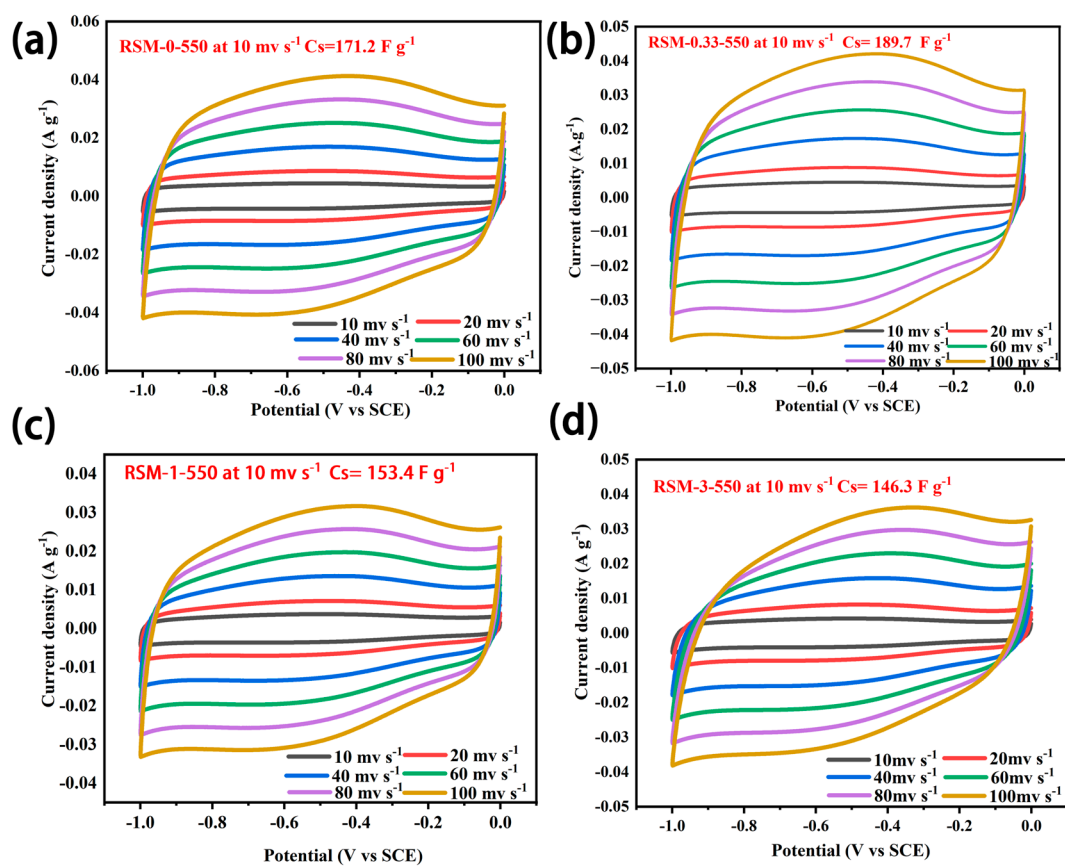 (a)
RSM-0-550 at 10 mv s⁻¹ Cs=171.2 F g⁻¹
Current density (A g⁻¹)
0.06
0.04
0.02
0.00
-0.02
-0.04
-0.06
10 mv s⁻¹ 20 mv s⁻¹
40 mv s⁻¹ 60 mv s⁻¹
80 mv s⁻¹ 100 mv s⁻¹
-1.0 -0.8 -0.6 -0.4 -0.2 0.0
Potential (V vs SCE)
(b)
RSM-0.33-550 at 10 mv s⁻¹ Cs= 189.7 F g⁻¹
Current density (A.g⁻¹)
0.05
0.04
0.03
0.02
0.01
0.00
−0.01
−0.02
−0.03
−0.04
−0.05
10 mv s⁻¹ 20 mv s⁻¹
40 mv s⁻¹ 60 mv s⁻¹
80 mv s⁻¹ 100 mv s⁻¹
−1.0 −0.8 −0.6 −0.4 −0.2 0.0
Potential (V vs SCE)
(c)
RSM-1-550 at 10 mv s⁻¹ Cs= 153.4 F g⁻¹
Current density (A g⁻¹)
0.04
0.03
0.02
0.01
0.00
-0.01
-0.02
-0.03
-0.04
10 mv s⁻¹ 20 mv s⁻¹
40 mv s⁻¹ 60 mv s⁻¹
80 mv s⁻¹ 100 mv s⁻¹
-1.0 -0.8 -0.6 -0.4 -0.2 0.0
Potential (V vs SCE)
(d)
RSM-3-550 at 10 mv s⁻¹ Cs= 146.3 F g⁻¹
Current density (A g⁻¹)
0.05
0.04
0.03
0.02
0.01
0.00
-0.01
-0.02
-0.03
-0.04
-0.05
10mv s⁻¹ 20mv s⁻¹
40mv s⁻¹ 60mv s⁻¹
80mv s⁻¹ 100mv s⁻¹
-1.0 -0.8 -0.6 -0.4 -0.2 0.0
Potential (V vs SCE)